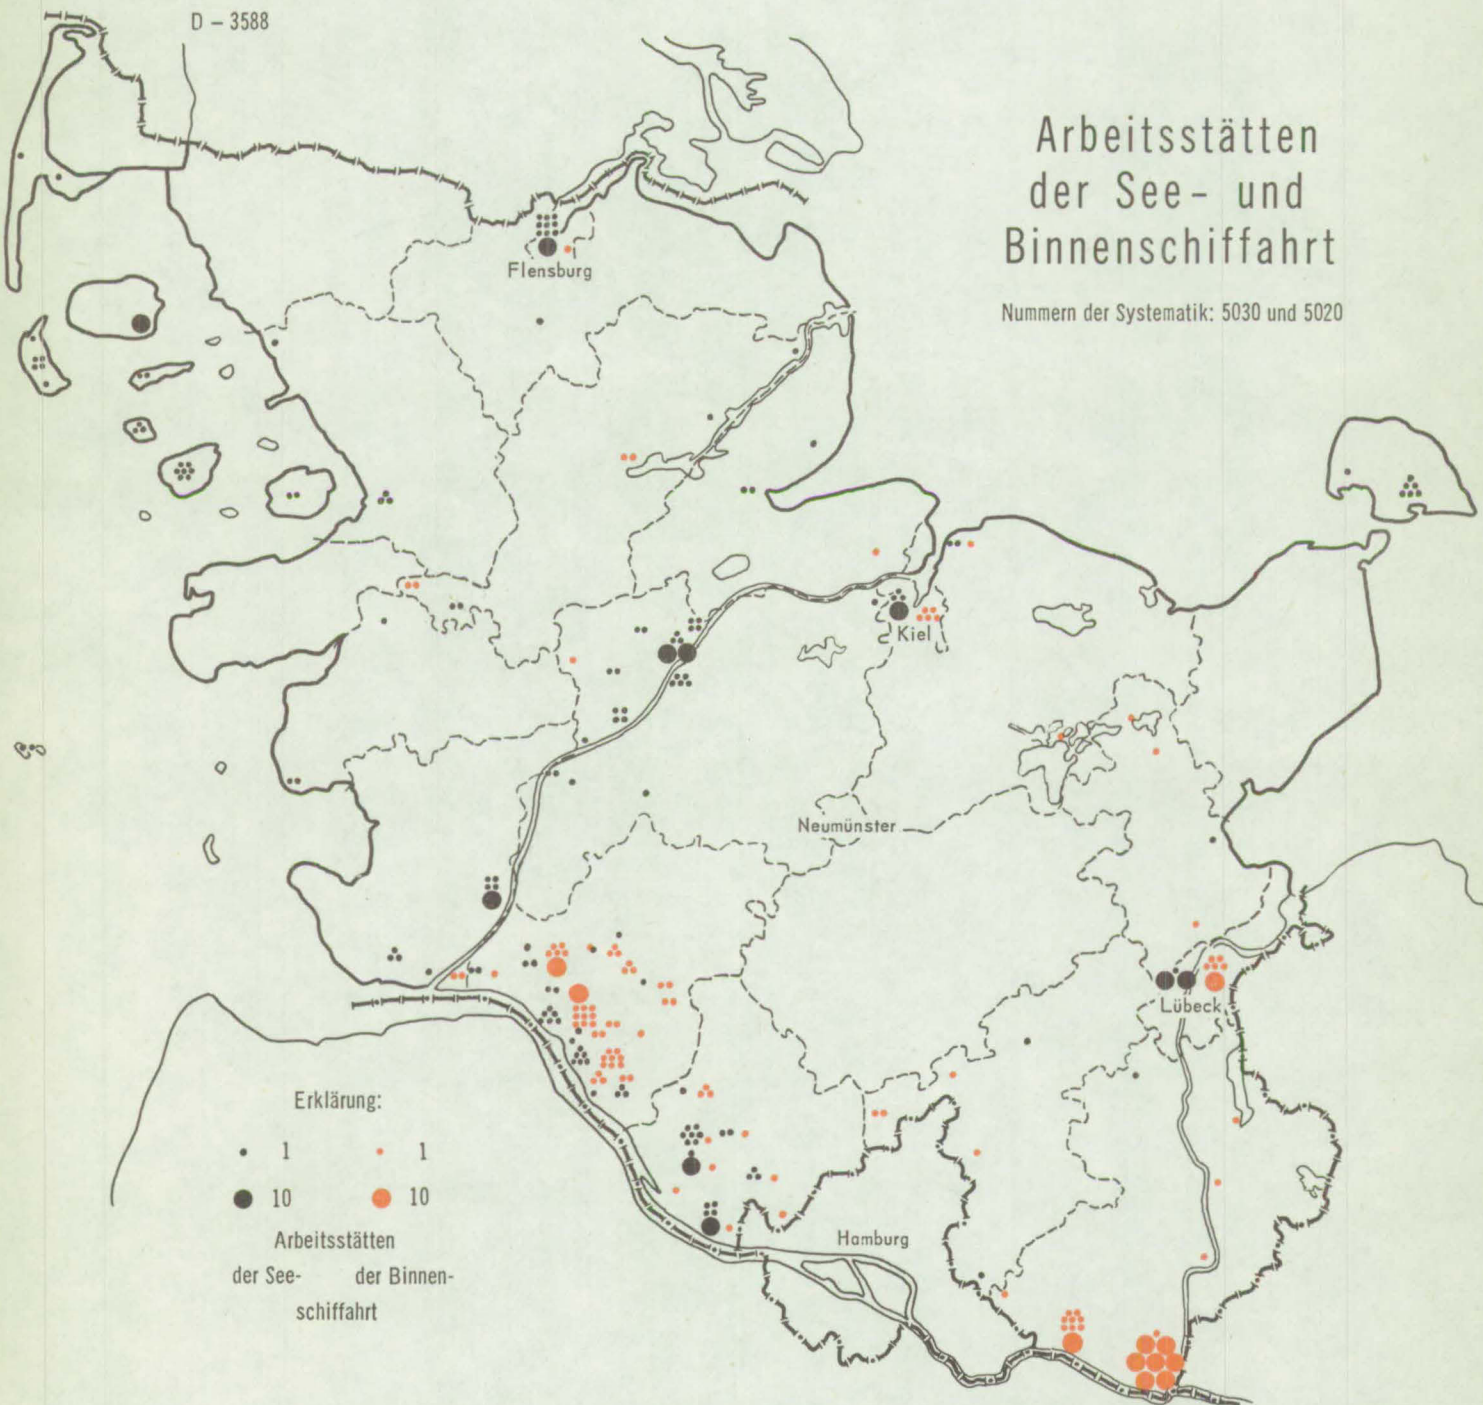 D – 3588
Arbeitsstätten
der See- und
Binnenschiffahrt
Nummern der Systematik: 5030 und 5020
Flensburg
Kiel
Neumünster
Lübeck
Hamburg
Erklärung:
1 1
10 10
Arbeitsstätten
der See- der Binnen-
schiffahrt